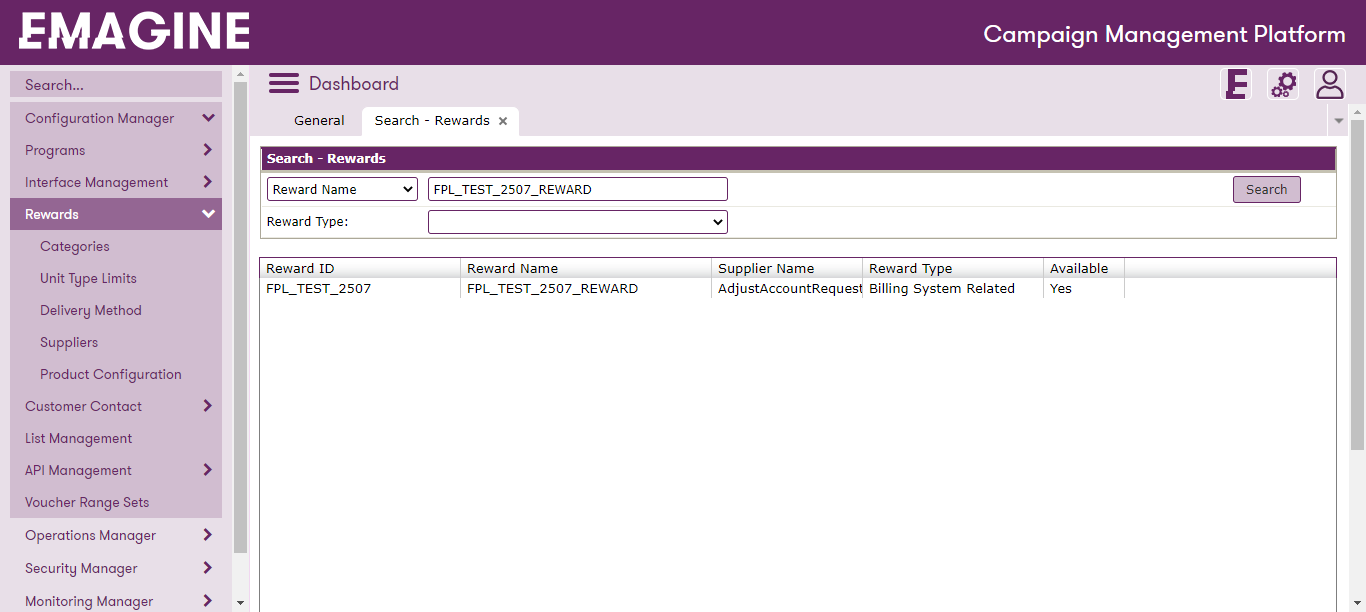 EMAGINE
Campaign Management Platform
Search...
Configuration Manager
Programs
Interface Management
Rewards
Categories
Unit Type Limits
Delivery Method
Suppliers
Product Configuration
Customer Contact
List Management
API Management
Voucher Range Sets
Operations Manager
Security Manager
Monitoring Manager
Dashboard
E
General
Search - Rewards
Search - Rewards
Reward Name FPL_TEST_2507_REWARD Search
Reward Type:
Reward ID Reward Name Supplier Name Reward Type Available
FPL_TEST_2507 FPL_TEST_2507_REWARD AdjustAccountRequest Billing System Related Yes